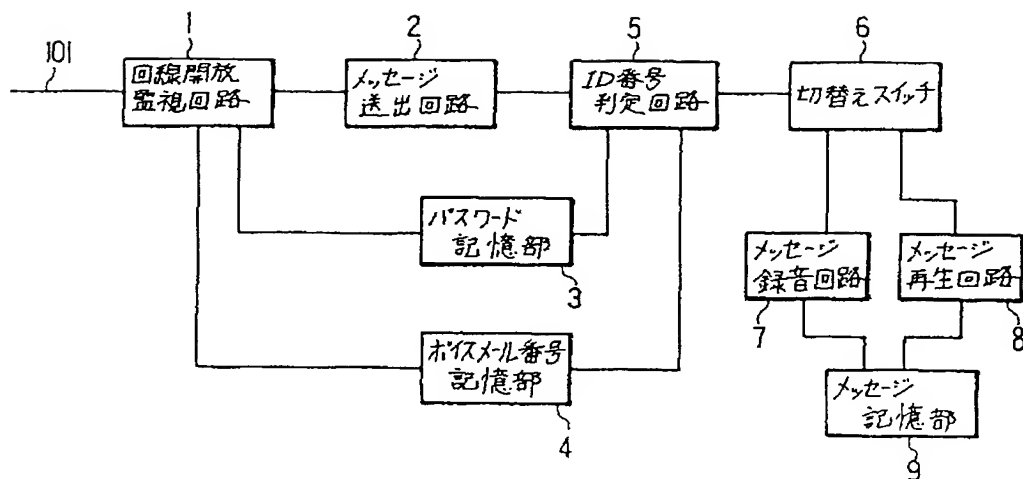 101
1
回線開放
監視回路
2
メッセージ
送出回路
5
ID番号
判定回路
6
切替えスイッチ
パスワード
記憶部
3
メッセージ
録音回路
7
メッセージ
再生回路
8
ボイスメール番号
記憶部
4
メッセージ
記憶部
9